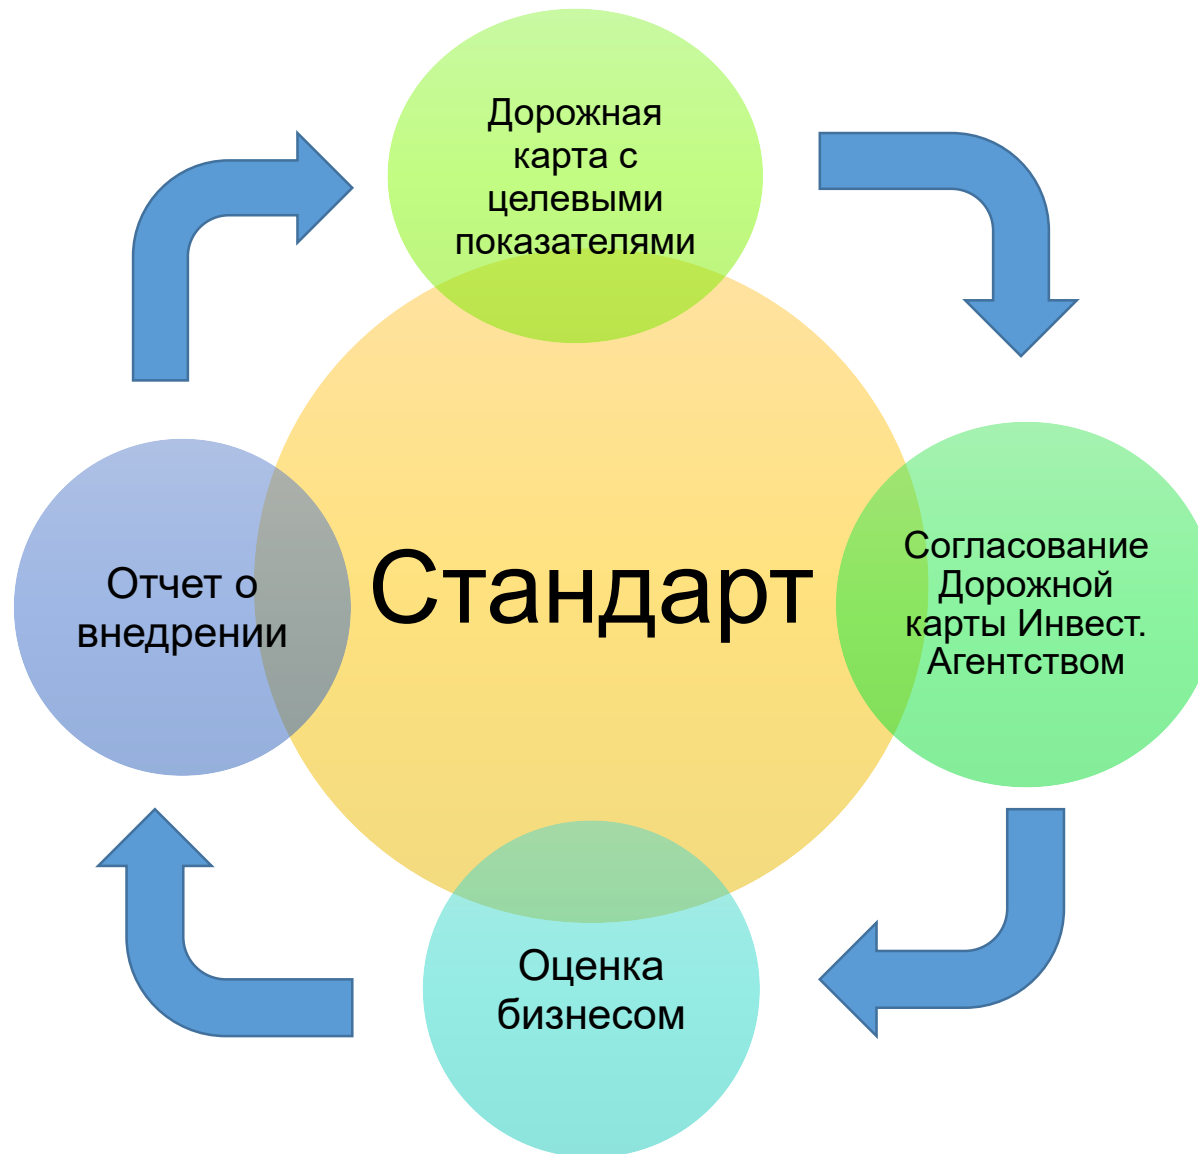 Дорожная
карта с
целевыми
показателями
Согласование
Дорожной
карты Инвест.
Агентством
Стандарт
Отчет о
внедрении
Оценка
бизнесом